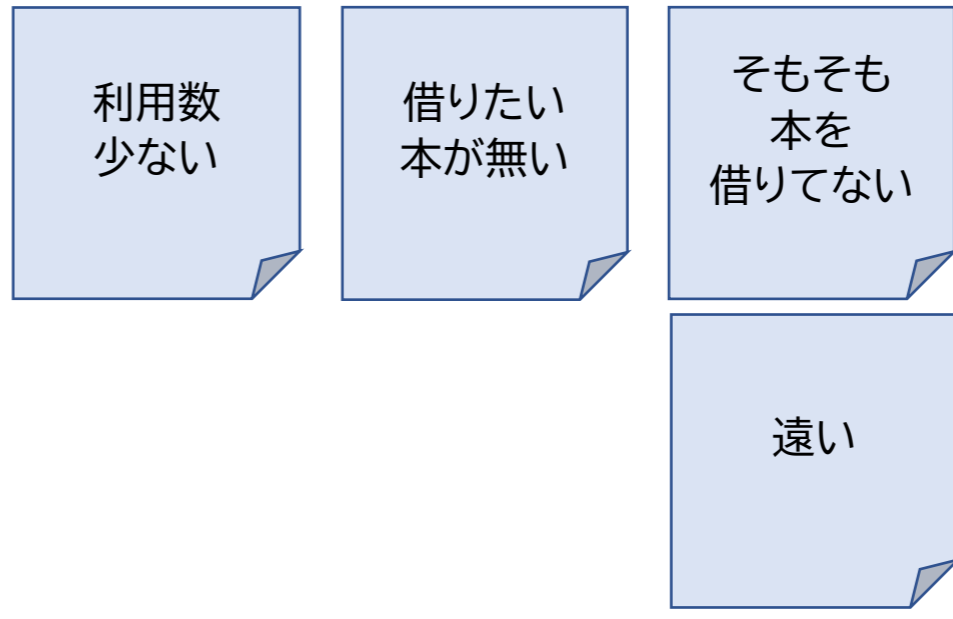 利用数
少ない
借りたい
本が無い
そもそも
本を
借りてない
遠い